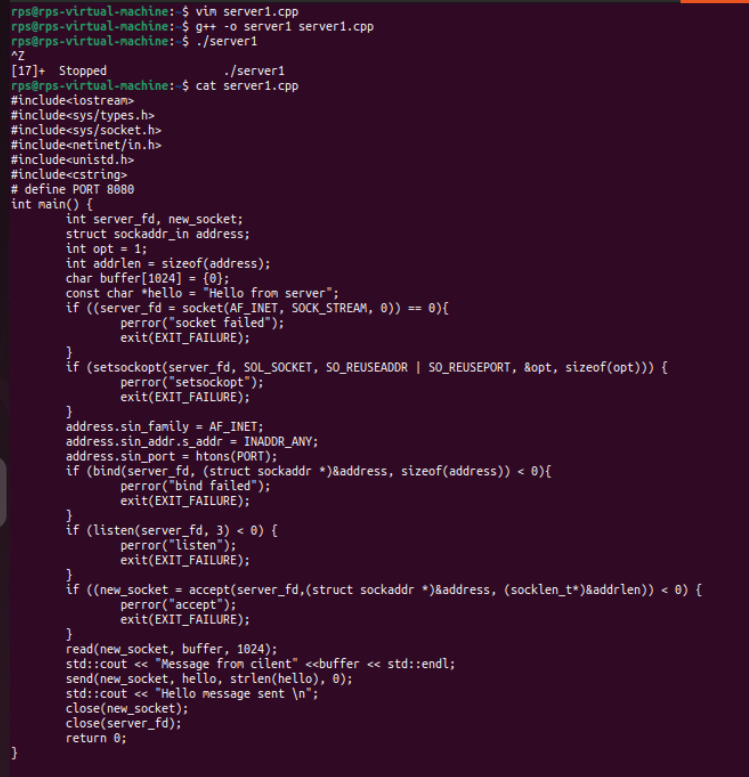 rps@rps-virtual-machine:~$ vim server1.cpp
rps@rps-virtual-machine:~$ g++ -o server1 server1.cpp
rps@rps-virtual-machine:~$ ./server1
^Z
[17]+  Stopped                 ./server1
rps@rps-virtual-machine:~$ cat server1.cpp
#include<iostream>
#include<sys/types.h>
#include<sys/socket.h>
#include<netinet/in.h>
#include<unistd.h>
#include<cstring>
# define PORT 8080
int main() {
        int server_fd, new_socket;
        struct sockaddr_in address;
        int opt = 1;
        int addrlen = sizeof(address);
        char buffer[1024] = {0};
        const char *hello = "Hello from server";
        if ((server_fd = socket(AF_INET, SOCK_STREAM, 0)) == 0){
                perror("socket failed");
                exit(EXIT_FAILURE);
        }
        if (setsockopt(server_fd, SOL_SOCKET, SO_REUSEADDR | SO_REUSEPORT, &opt, sizeof(opt))) {
                perror("setsockopt");
                exit(EXIT_FAILURE);
        }
        address.sin_family = AF_INET;
        address.sin_addr.s_addr = INADDR_ANY;
        address.sin_port = htons(PORT);
        if (bind(server_fd, (struct sockaddr *)&address, sizeof(address)) < 0){
                perror("bind failed");
                exit(EXIT_FAILURE);
        }
        if (listen(server_fd, 3) < 0) {
                perror("listen");
                exit(EXIT_FAILURE);
        }
        if ((new_socket = accept(server_fd,(struct sockaddr *)&address, (socklen_t*)&addrlen)) < 0) {
                perror("accept");
                exit(EXIT_FAILURE);
        }
        read(new_socket, buffer, 1024);
        std::cout << "Message from cilent" <<buffer << std::endl;
        send(new_socket, hello, strlen(hello), 0);
        std::cout << "Hello message sent \n";
        close(new_socket);
        close(server_fd);
        return 0;
}